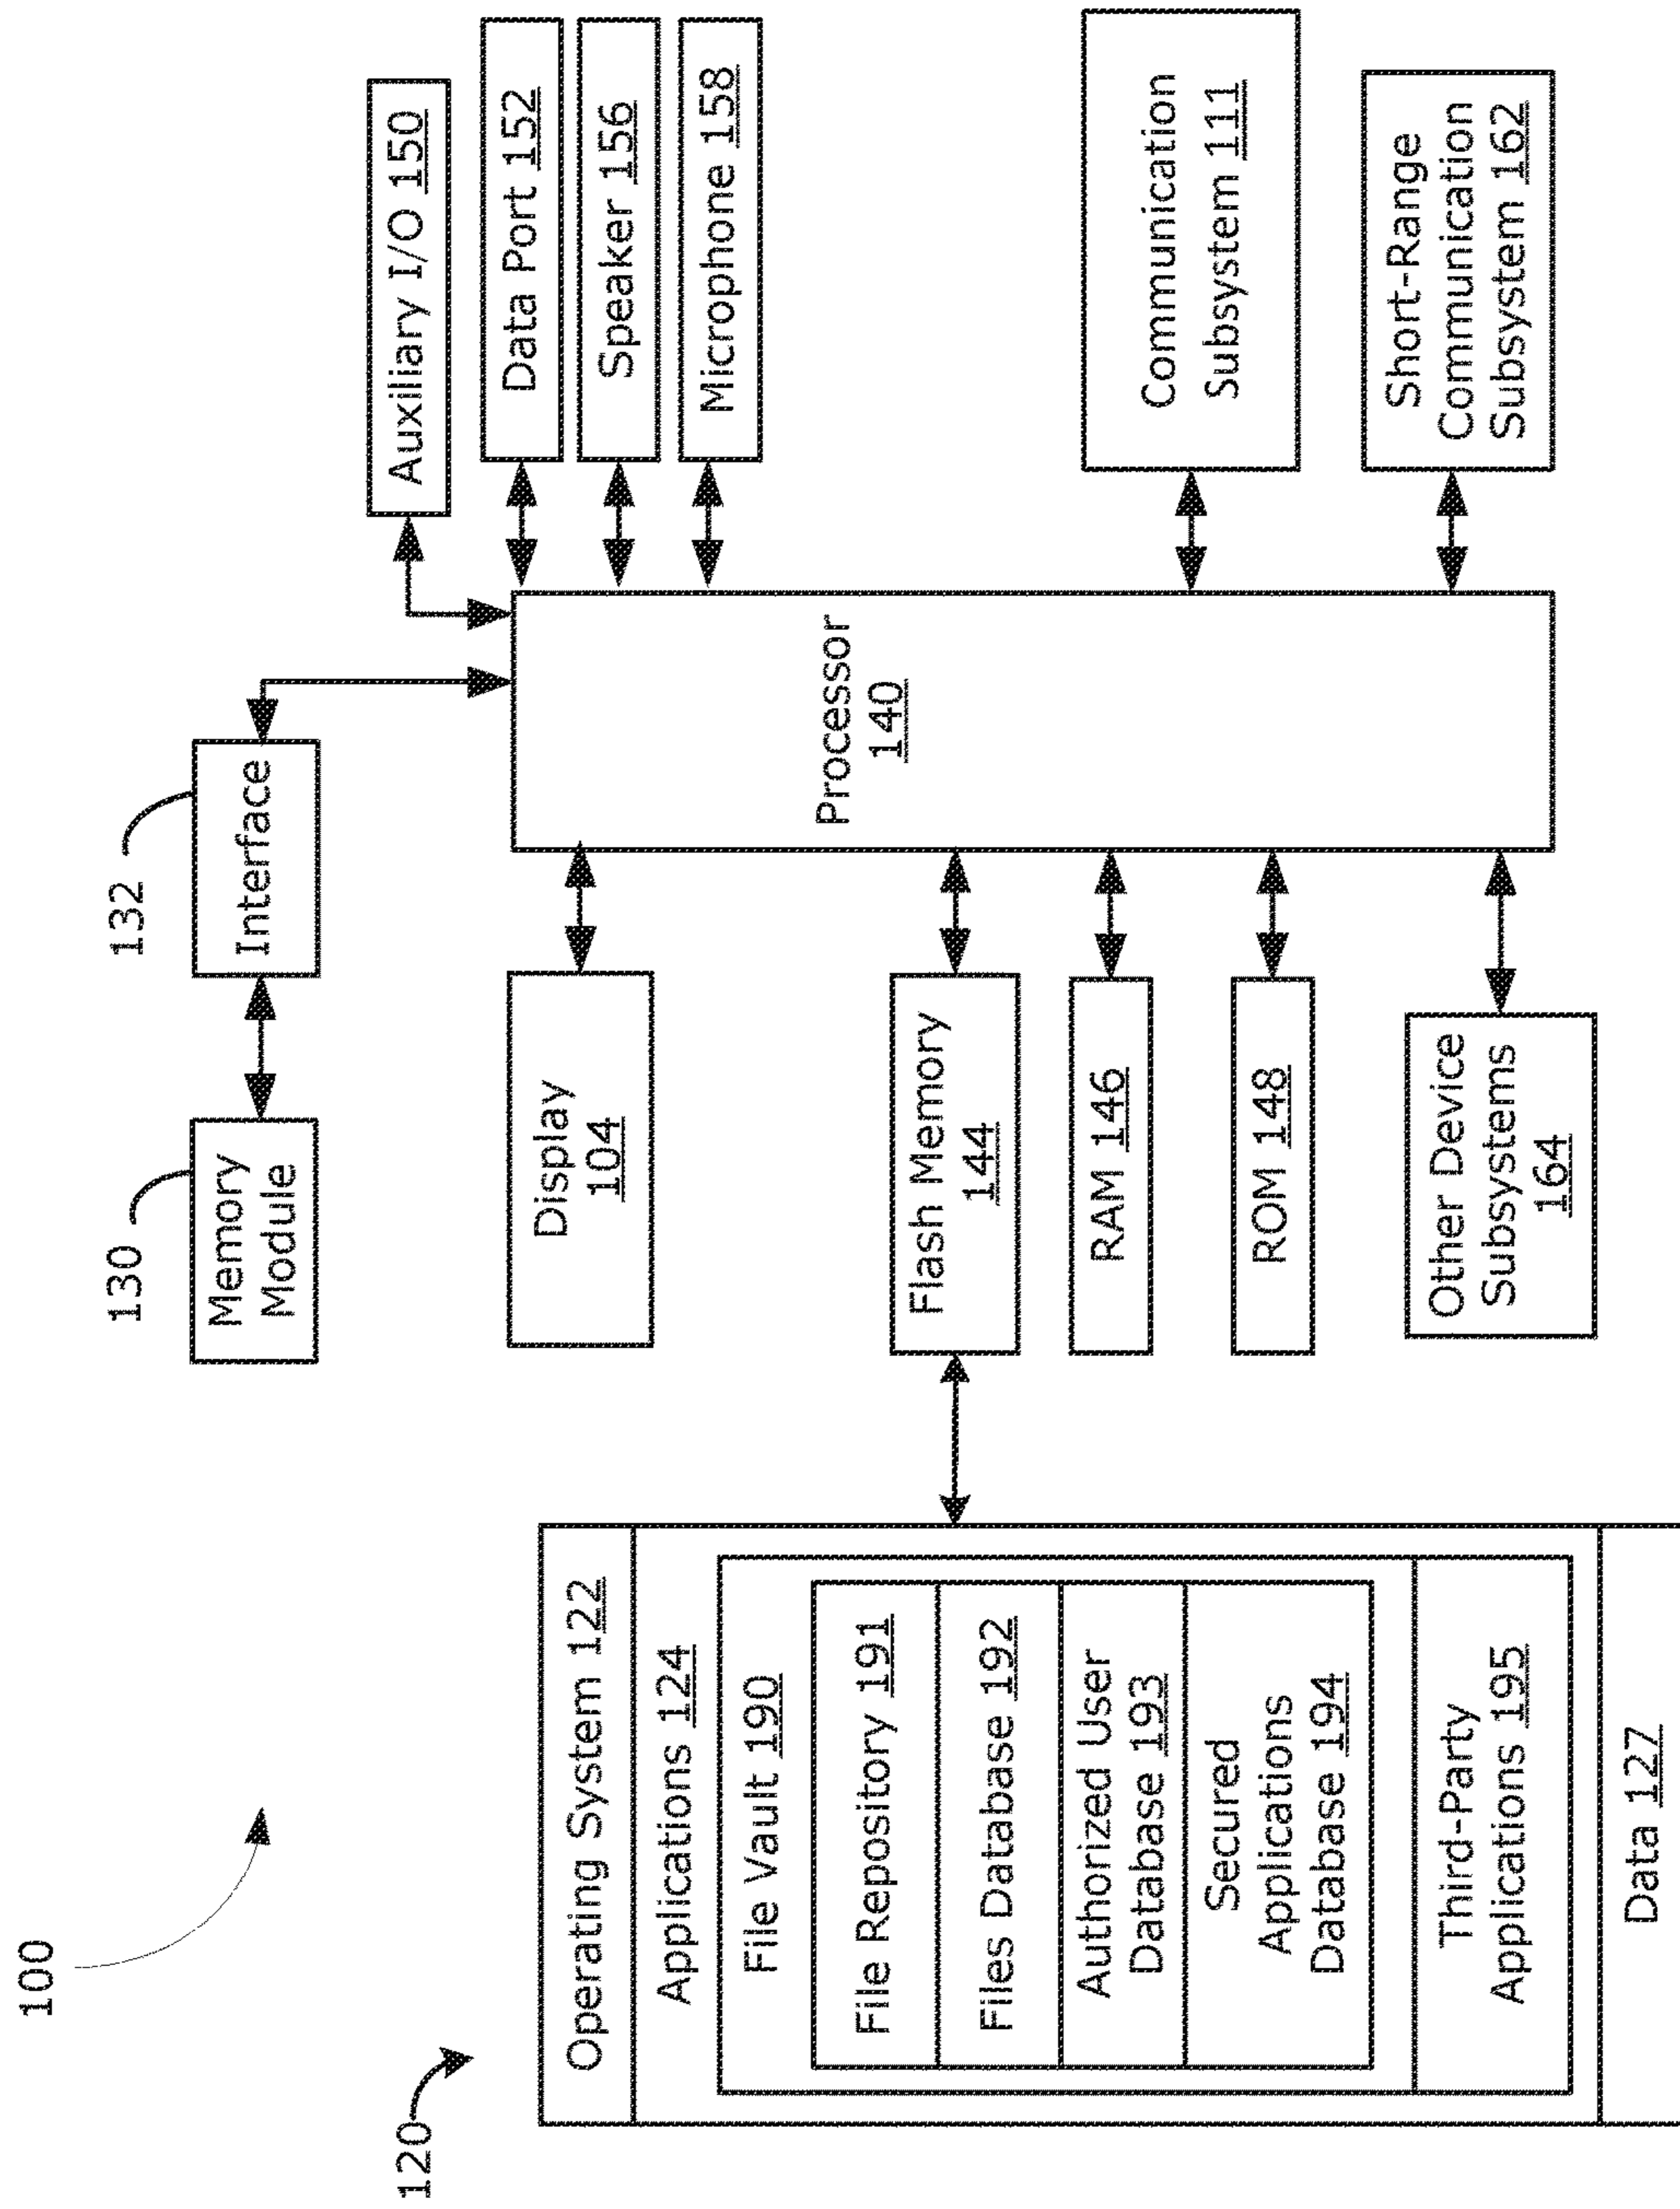 100
120
Operating System 122
Applications 124
File Vault 190
File Repository 191
Files Database 192
Authorized User
Database 193
Secured
Applications
Database 194
Third-Party
Applications 195
Data 127
130
Memory
Module
132
Interface
Display
104
Flash Memory
144
RAM 146
ROM 148
Other Device
Subsystems
164
Processor
140
Auxiliary I/O 150
Data Port 152
Speaker 156
Microphone 158
Communication
Subsystem 111
Short-Range
Communication
Subsystem 162